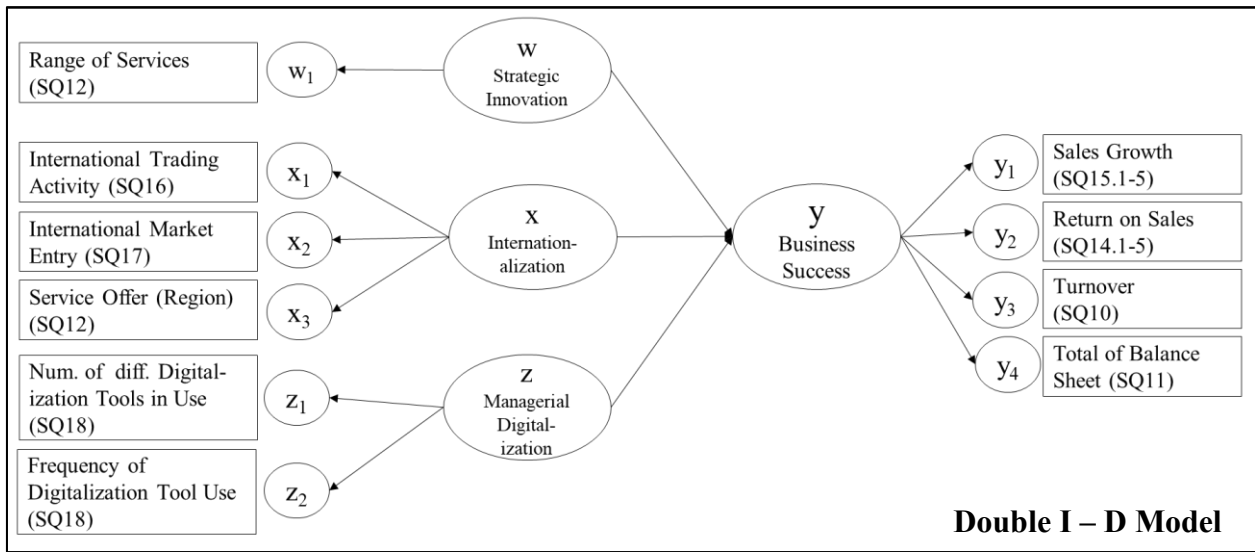 Range of Services
(SQ12)
w1
w
Strategic
Innovation
International Trading
Activity (SQ16)
x1
International Market
Entry (SQ17)
x2
Service Offer (Region)
(SQ12)
x3
x
Internation-
alization
Num. of diff. Digital-
ization Tools in Use
(SQ18)
z1
Frequency of
Digitalization Tool Use
(SQ18)
z2
z
Managerial
Digital-
ization
y
Business
Success
y1
Sales Growth
(SQ15.1-5)
y2
Return on Sales
(SQ14.1-5)
y3
Turnover
(SQ10)
y4
Total of Balance
Sheet (SQ11)
Double I – D Model